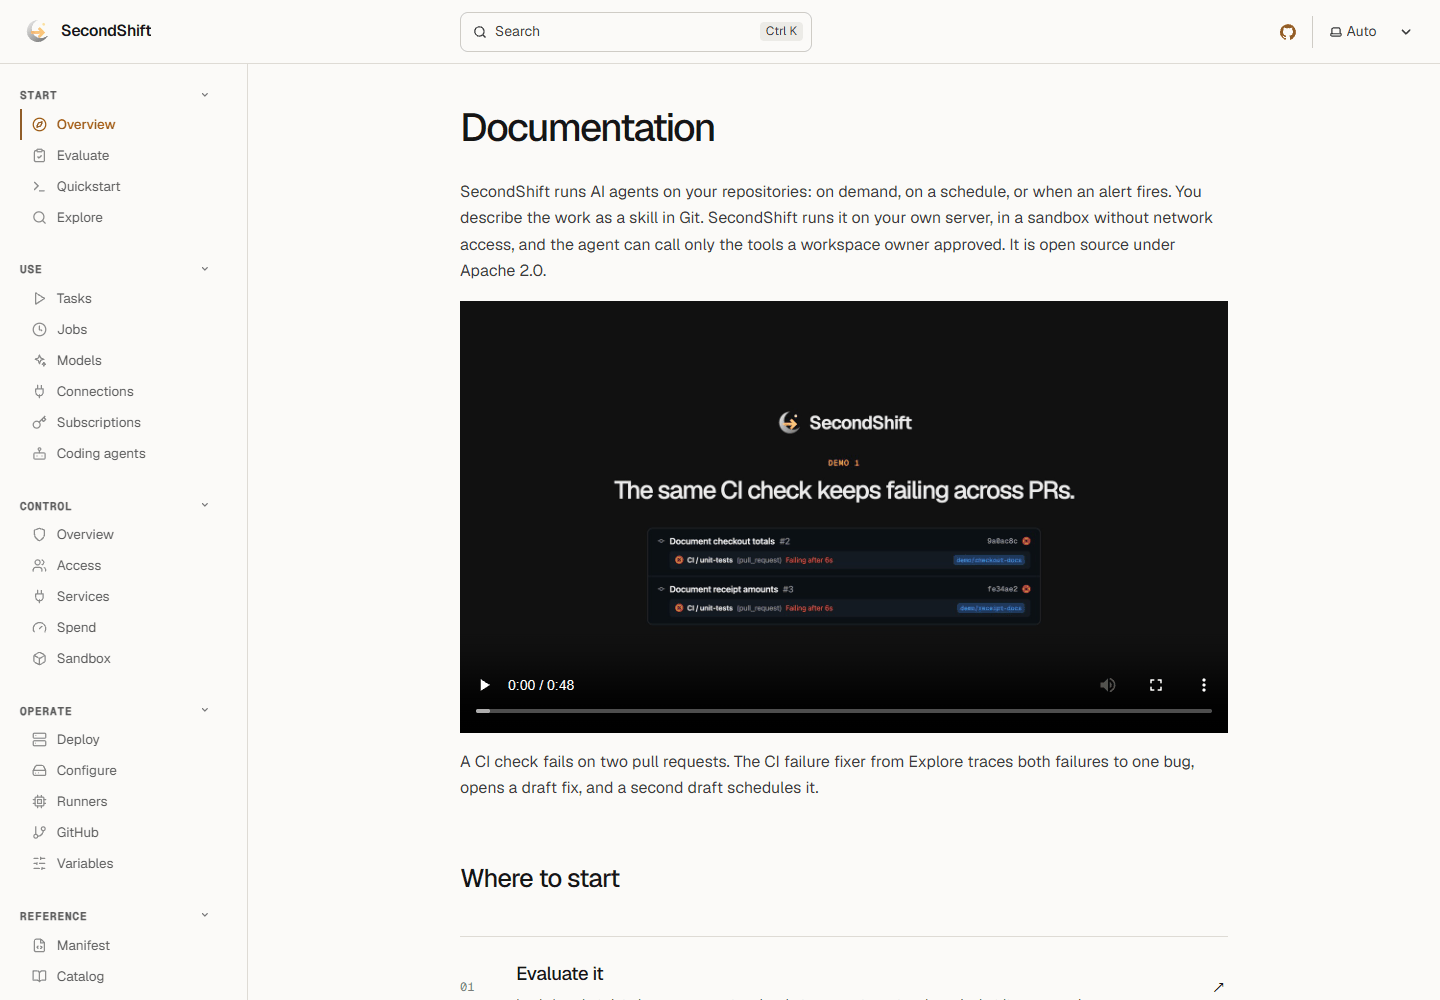 SecondShift
Search
Ctrl K
Auto
START
Overview
Evaluate
Quickstart
Explore
USE
Tasks
Jobs
Models
Connections
Subscriptions
Coding agents
CONTROL
Overview
Access
Services
Spend
Sandbox
OPERATE
Deploy
Configure
Runners
GitHub
Variables
REFERENCE
Manifest
Catalog
Documentation
SecondShift runs AI agents on your repositories: on demand, on a schedule, or when an alert fires. You
describe the work as a skill in Git. SecondShift runs it on your own server, in a sandbox without network
access, and the agent can call only the tools a workspace owner approved. It is open source under
Apache 2.0.
SecondShift
DEMO 1
The same CI check keeps failing across PRs.
Document checkout totals #2 9a8ac8c
CI / unit-tests (pull_request) Failing after 6s demo/checkout-docs
Document receipt amounts #3 fe34ae2
CI / unit-tests (pull_request) Failing after 6s demo/receipt-docs
0:00 / 0:48
A CI check fails on two pull requests. The CI failure fixer from Explore traces both failures to one bug,
opens a draft fix, and a second draft schedules it.
Where to start
01
Evaluate it